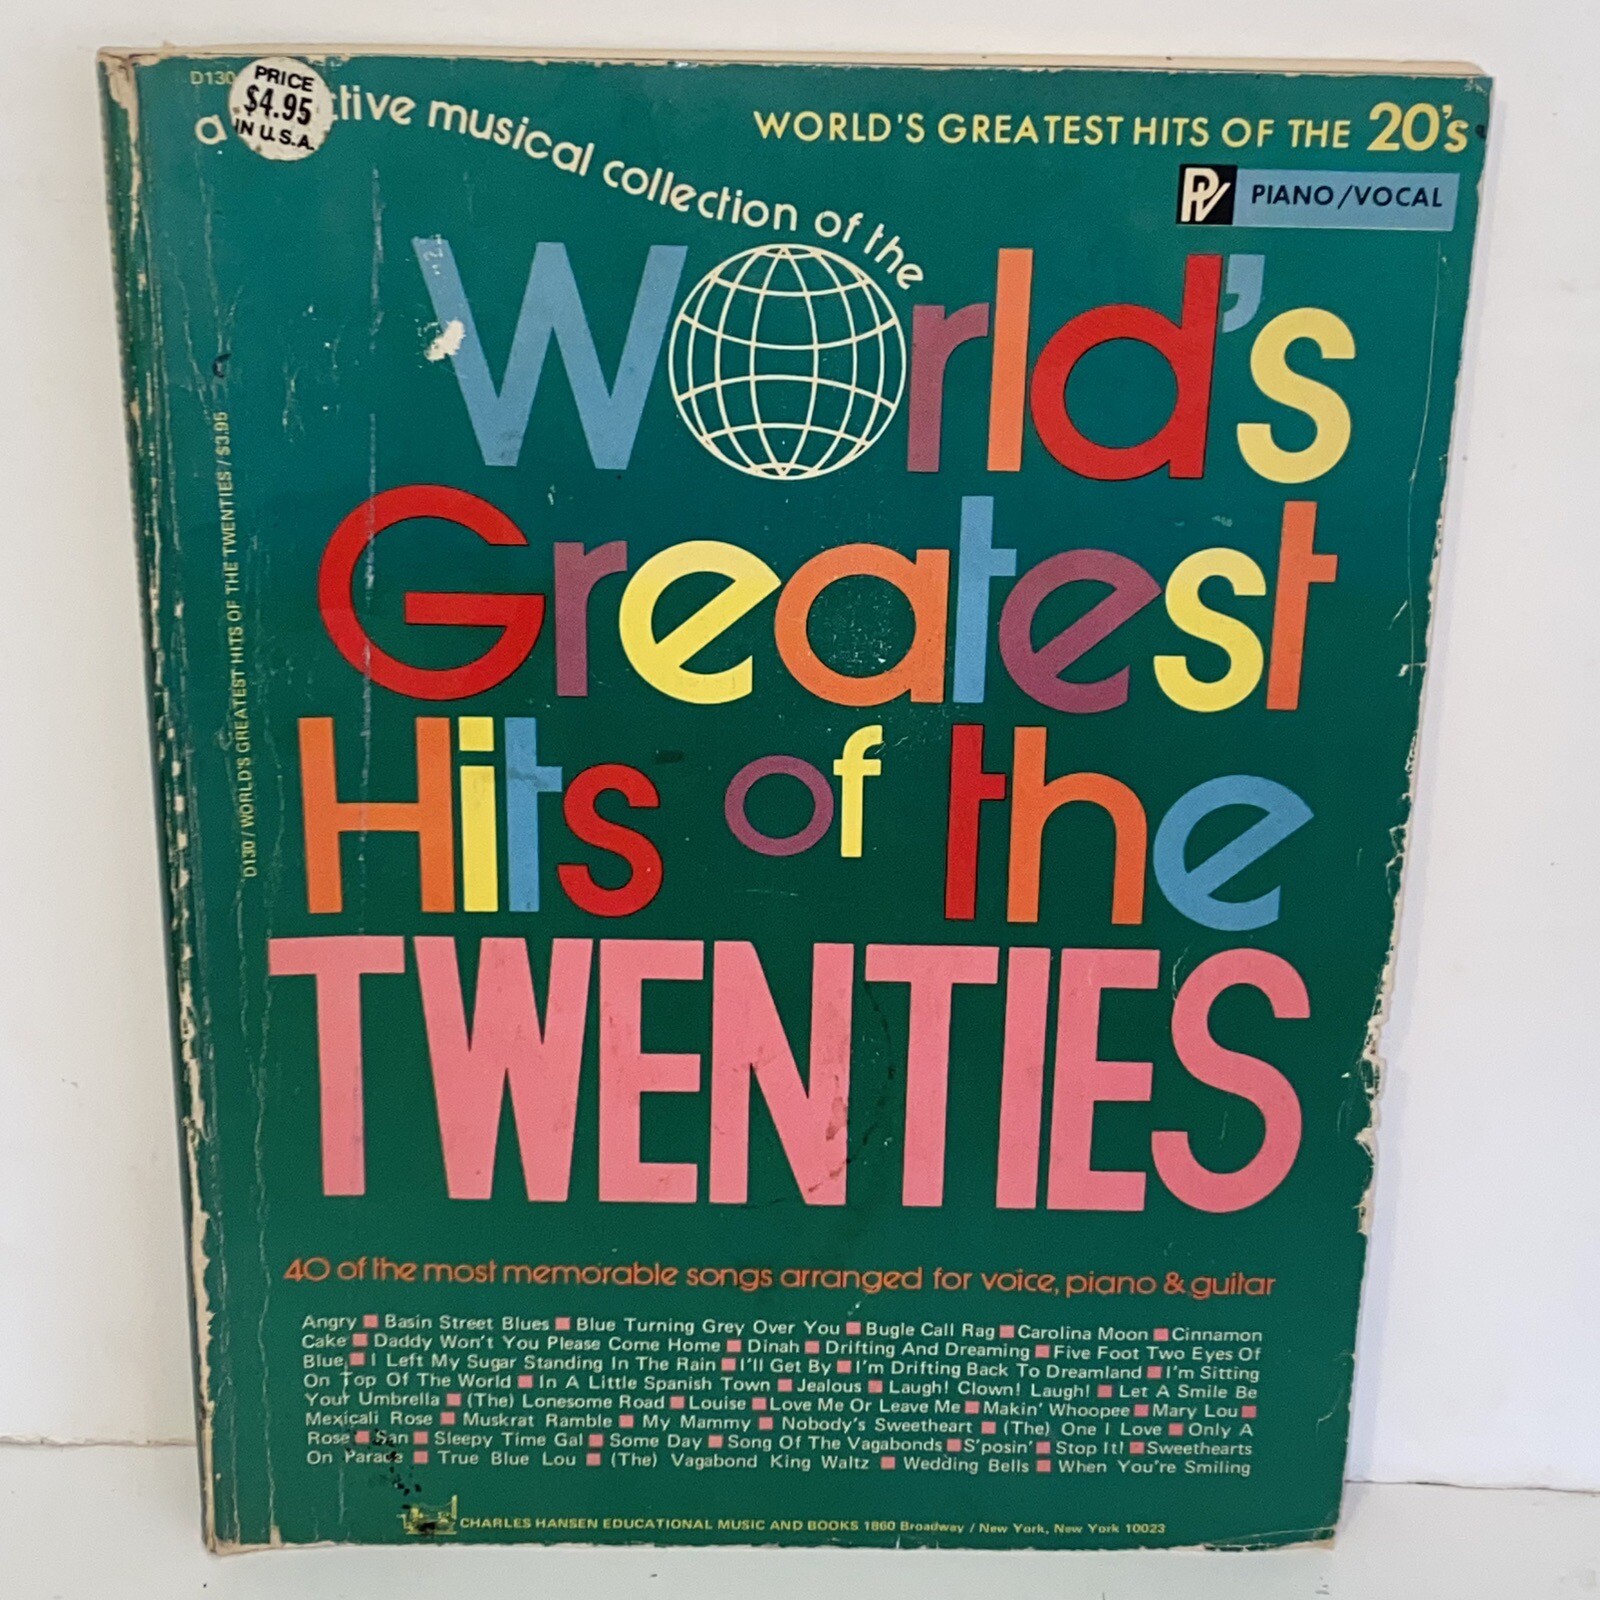 D130
PRICE
$4.95
IN U.S.A.
a tive musical collection of the
WORLD'S GREATEST HITS OF THE 20's
PV PIANO/VOCAL
World's
Greatest
Hits of the
TWENTIES
D130 / WORLD'S GREATEST HITS OF THE TWENTIES / $3.95
40 of the most memorable songs arranged for voice, piano & guitar
Angry ■ Basin Street Blues ■ Blue Turning Grey Over You ■ Bugle Call Rag ■ Carolina Moon ■ Cinnamon
Cake ■ Daddy Won't You Please Come Home ■ Dinah ■ Drifting And Dreaming ■ Five Foot Two Eyes Of
Blue ■ I Left My Sugar Standing In The Rain ■ I'll Get By ■ I'm Drifting Back To Dreamland ■ I'm Sitting
On Top Of The World ■ In A Little Spanish Town ■ Jealous ■ Laugh! Clown! Laugh! ■ Let A Smile Be
Your Umbrella ■ (The) Lonesome Road ■ Louise ■ Love Me Or Leave Me ■ Makin' Whoopee ■ Mary Lou ■
Mexicali Rose ■ Muskrat Ramble ■ My Mammy ■ Nobody's Sweetheart ■ (The) One I Love ■ Only A
Rose ■ San ■ Sleepy Time Gal ■ Some Day ■ Song Of The Vagabonds ■ S'posin' ■ Stop It! ■ Sweethearts
On Parade ■ True Blue Lou ■ (The) Vagabond King Waltz ■ Wedding Bells ■ When You're Smiling
CHARLES HANSEN EDUCATIONAL MUSIC AND BOOKS 1860 Broadway / New York, New York 10023